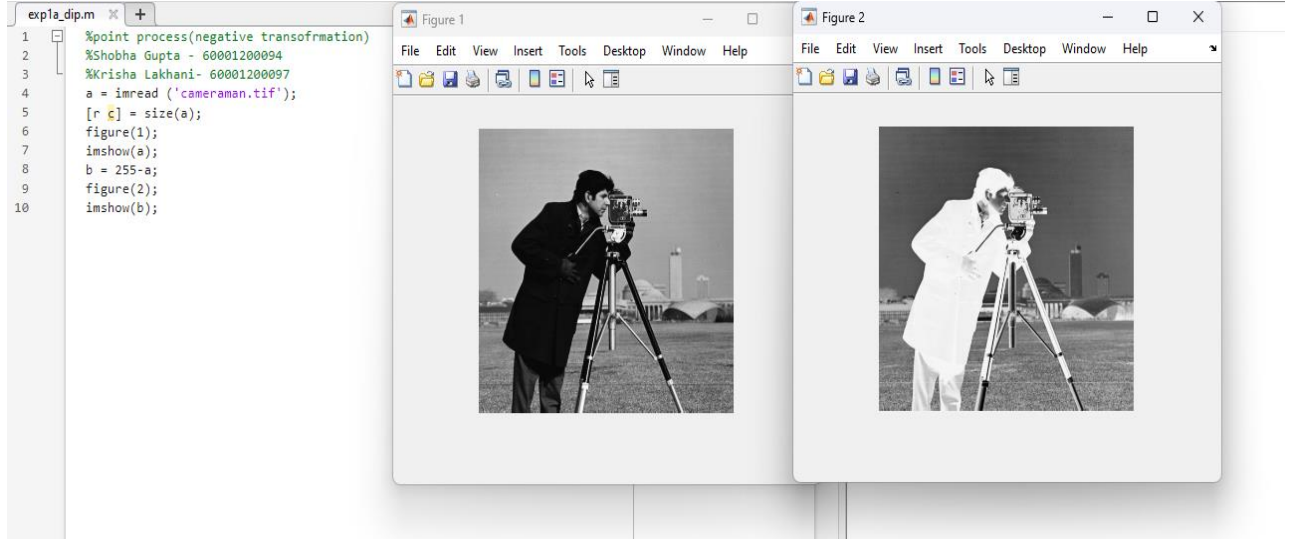 exp1a_dip.m × +
1 %point process(negative transofrmation)
2 %Shobha Gupta - 60001200094
3 %Krisha Lakhani- 60001200097
4 a = imread ('cameraman.tif');
5 [r c] = size(a);
6 figure(1);
7 imshow(a);
8 b = 255-a;
9 figure(2);
10 imshow(b);
Figure 1
File Edit View Insert Tools Desktop Window Help
Figure 2
File Edit View Insert Tools Desktop Window Help